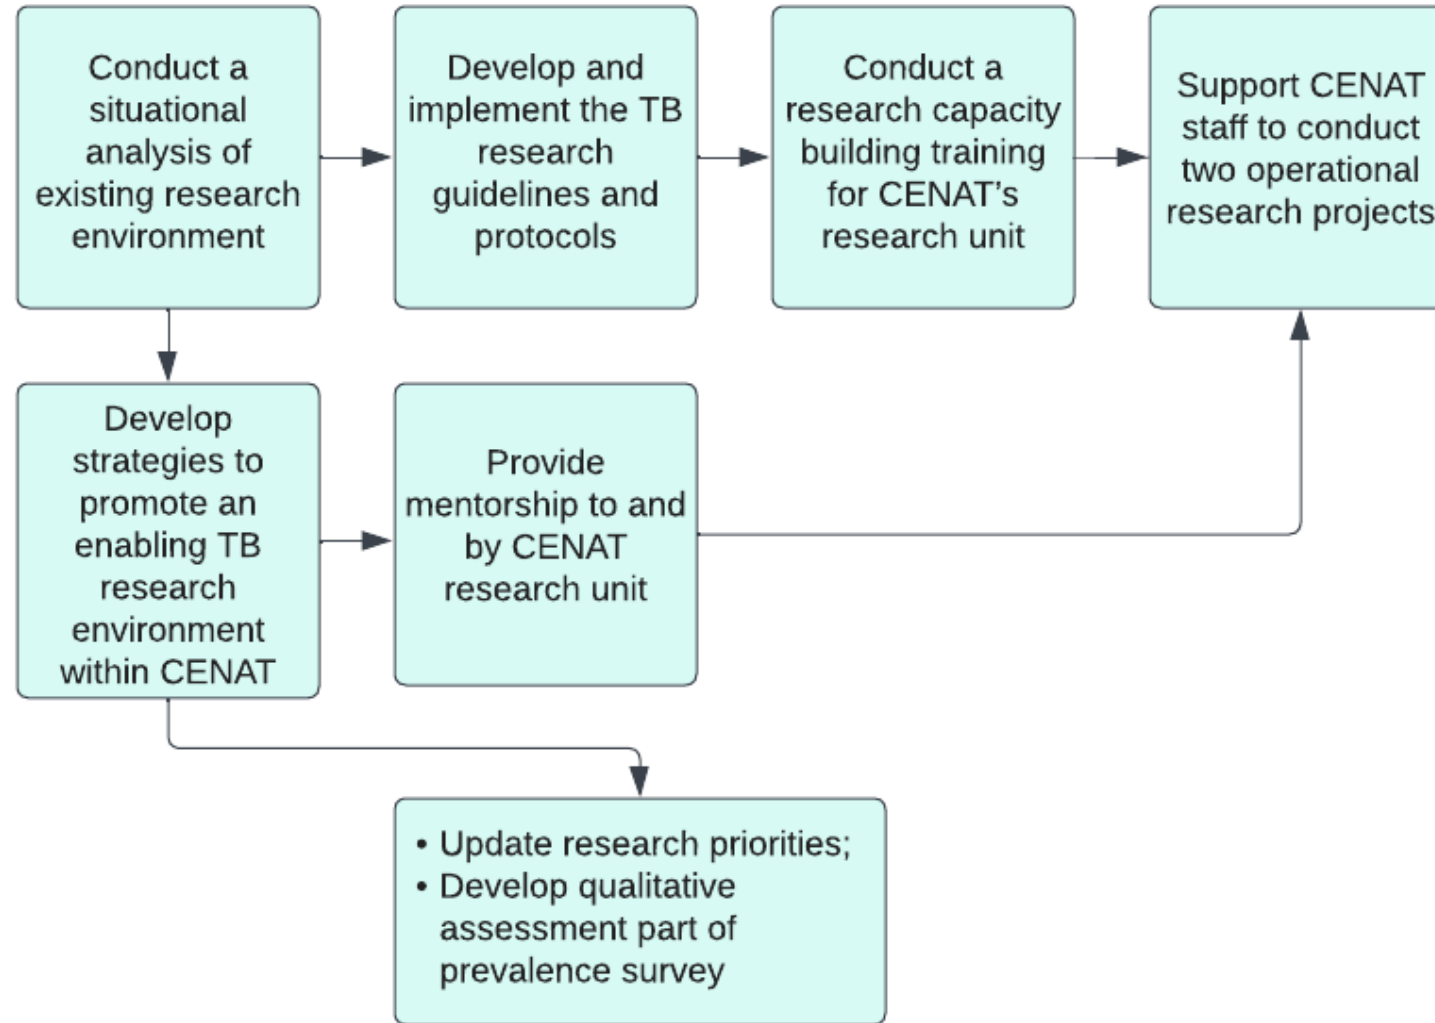 Conduct a
situational
analysis of
existing research
environment
Develop and
implement the TB
research
guidelines and
protocols
Conduct a
research capacity
building training
for CENAT’s
research unit
Support CENAT
staff to conduct
two operational
research projects
Develop
strategies to
promote an
enabling TB
research
environment
within CENAT
Provide
mentorship to and
by CENAT
research unit
• Update research priorities;
• Develop qualitative
assessment part of
prevalence survey